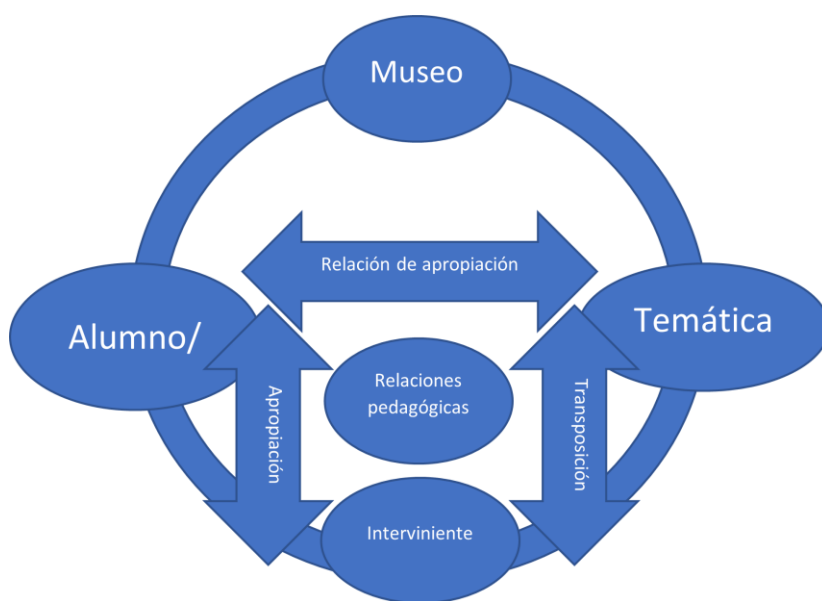 Museo
Relación de apropiación
Alumno/
Temática
Relaciones
pedagógicas
Apropiación
Transposición
Interviniente